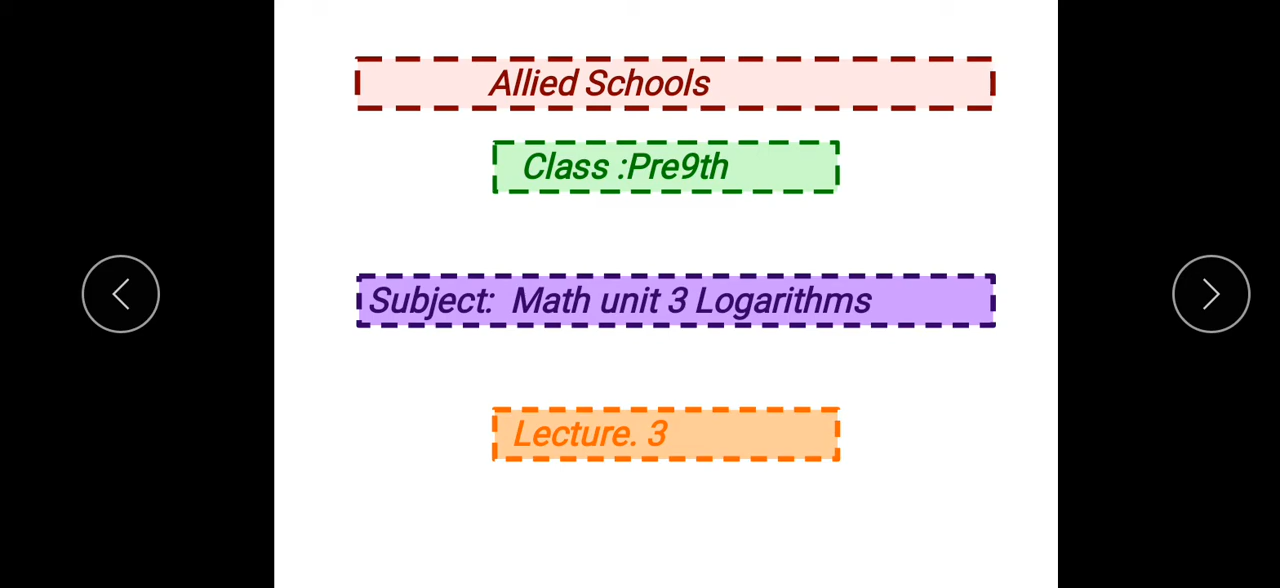 Allied Schools
Class :Pre9th
Subject:  Math unit 3 Logarithms
Lecture. 3